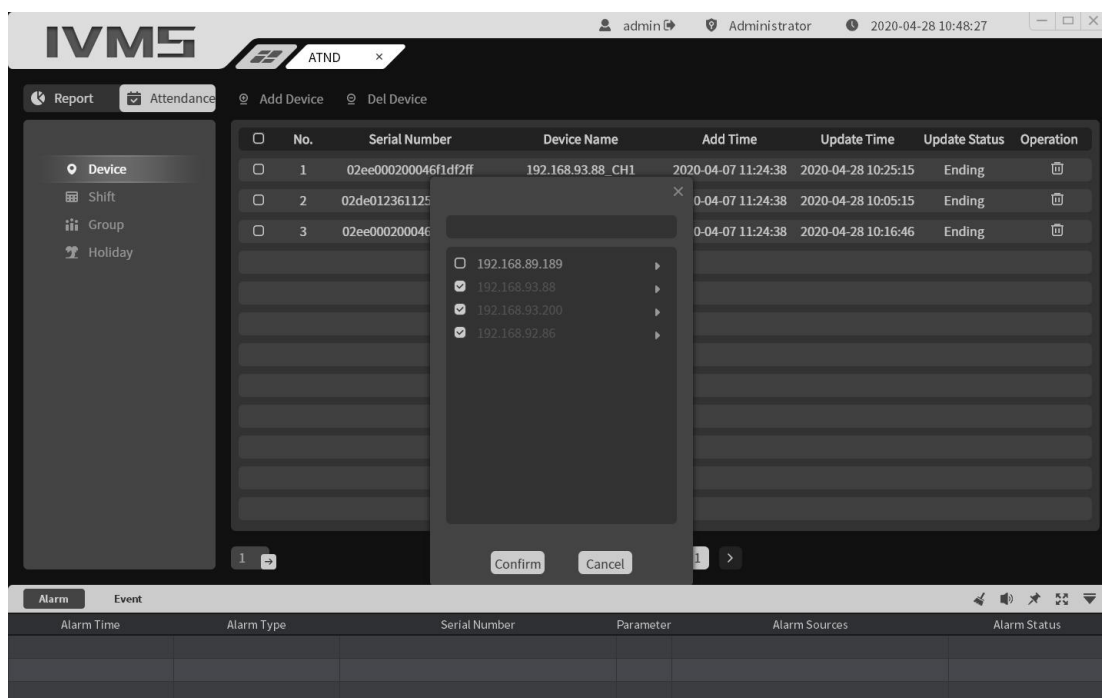 IVMS
admin Administrator 2020-04-28 10:48:27
ATND ×
Report Attendance Add Device Del Device
No. Serial Number Device Name Add Time Update Time Update Status Operation
Device
1 02ee000200046f1df2ff 192.168.93.88_CH1 2020-04-07 11:24:38 2020-04-28 10:25:15 Ending
Shift
2 02de012361125 0-04-07 11:24:38 2020-04-28 10:05:15 Ending
Group
3 02ee000200046 0-04-07 11:24:38 2020-04-28 10:16:46 Ending
Holiday
192.168.89.189
192.168.93.88
192.168.93.200
192.168.92.86
1 1 >
Confirm Cancel
Alarm Event
Alarm Time Alarm Type Serial Number Parameter Alarm Sources Alarm Status